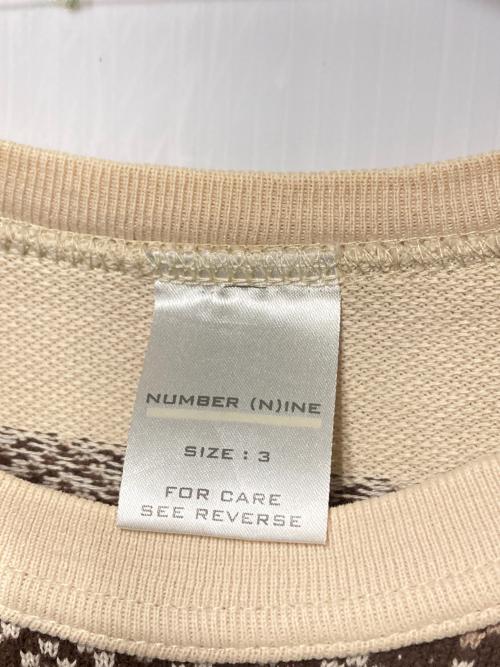 NUMBER (N)INE
SIZE : 3
FOR CARE
SEE REVERSE